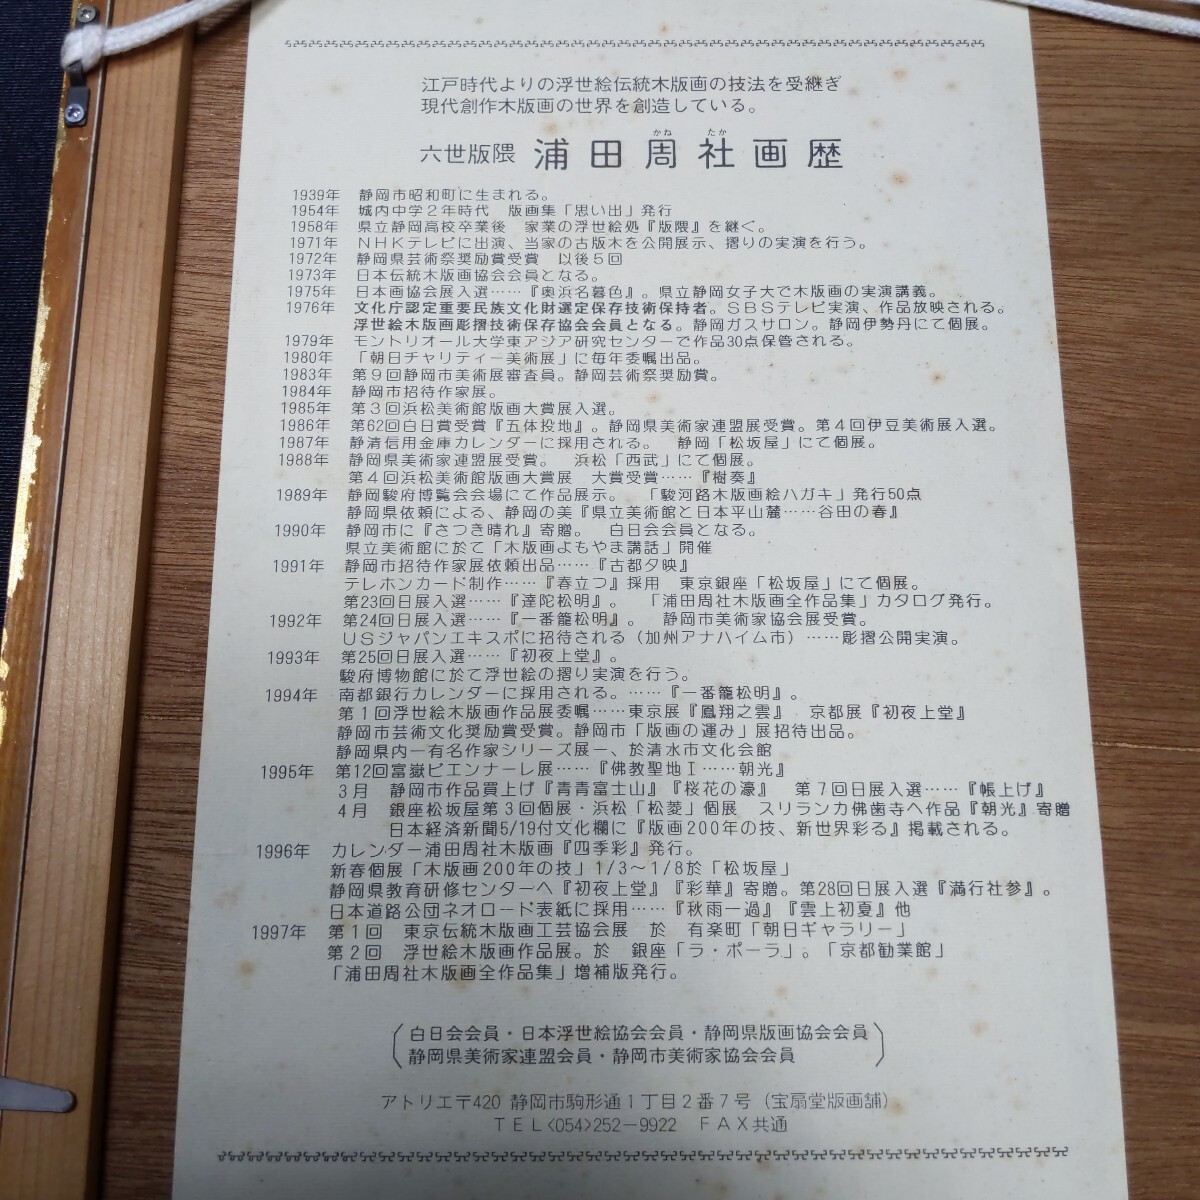 江戸時代よりの浮世絵伝統木版画の技法を受継ぎ
現代創作木版画の世界を創造している。
六世版隈 浦田周社画歴
かね たか
1939年 静岡市昭和町に生まれる。
1954年 城内中学2年時代 版画集「思い出」発行
1958年 県立静岡高校卒業後 家業の浮世絵処『版隈』を継ぐ。
1971年 NHKテレビに出演、当家の古版木を公開展示、摺りの実演を行う。
1972年 静岡県芸術祭奨励賞受賞 以後5回
1973年 日本伝統木版画協会会員となる。
1975年 日本画協会展入選……『奥浜名暮色』。県立静岡女子大で木版画の実演講義。
1976年 文化庁認定重要民族文化財選定保存技術保持者。SBSテレビ実演、作品放映される。
浮世絵木版画彫摺技術保存協会会員となる。静岡ガスサロン。静岡伊勢丹にて個展。
1979年 モントリオール大学東アジア研究センターで作品30点保管される。
1980年 「朝日チャリティー美術展」に毎年委嘱出品。
1983年 第9回静岡市美術展審査員。静岡芸術祭奨励賞。
1984年 静岡市招待作家展。
1985年 第3回浜松美術館版画大賞展入選。
1986年 第62回白日賞受賞『五体投地』。静岡県美術家連盟展受賞。第4回伊豆美術展入選。
1987年 静清信用金庫カレンダーに採用される。 静岡「松坂屋」にて個展。
1988年 静岡県美術家連盟展受賞。 浜松「西武」にて個展。
第4回浜松美術館版画大賞展 大賞受賞……『樹奏』
1989年 静岡駿府博覧会会場にて作品展示。 「駿河路木版画絵ハガキ」発行50点
静岡県依頼による、静岡の美『県立美術館と日本平山麓……谷田の春』
1990年 静岡市に『さつき晴れ』寄贈。 白日会会員となる。
県立美術館に於て「木版画よもやま講話」開催
1991年 静岡市招待作家展依頼出品……『古都夕映』
テレホンカード制作……『春立つ』採用 東京銀座「松坂屋」にて個展。
第23回日展入選……『達陀松明』。 「浦田周社木版画全作品集」カタログ発行。
1992年 第24回日展入選……『一番籠松明』。 静岡市美術家協会展受賞。
USジャパンエキスポに招待される（加州アナハイム市）……彫摺公開実演。
1993年 第25回日展入選……『初夜上堂』。
駿府博物館に於て浮世絵の摺り実演を行う。
1994年 南都銀行カレンダーに採用される。……『一番籠松明』。
第1回浮世絵木版画作品展委嘱……東京展『鳳翔之雲』 京都展『初夜上堂』
静岡市芸術文化奨励賞受賞。静岡市「版画の運み」展招待出品。
静岡県内一有名作家シリーズ展一、於清水市文化会館
1995年 第12回富嶽ビエンナーレ展……『佛教聖地Ⅰ……朝光』
3月 静岡市作品買上げ『青青富士山』『桜花の濠』 第7回日展入選……『帳上げ』
4月 銀座松坂屋第3回個展・浜松「松菱」個展 スリランカ佛歯寺へ作品『朝光』寄贈
日本経済新聞5/19付文化欄に『版画200年の技、新世界彩る』掲載される。
1996年 カレンダー浦田周社木版画『四季彩』発行。
新春個展「木版画200年の技」1/3～1/8於「松坂屋」
静岡県教育研修センターへ『初夜上堂』『彩華』寄贈。第28回日展入選『満行社参』。
日本道路公団ネオロード表紙に採用……『秋雨一過』『雲上初夏』他
1997年 第1回 東京伝統木版画工芸協会展 於 有楽町「朝日ギャラリー」
第2回 浮世絵木版画作品展。於 銀座「ラ・ポーラ」。「京都勧業館」
「浦田周社木版画全作品集」増補版発行。
（白日会会員・日本浮世絵協会会員・静岡県版画協会会員
静岡県美術家連盟会員・静岡市美術家協会会員）
アトリエ〒420 静岡市駒形通1丁目2番7号（宝扇堂版画舗）
TEL<054>252-9922 FAX共通